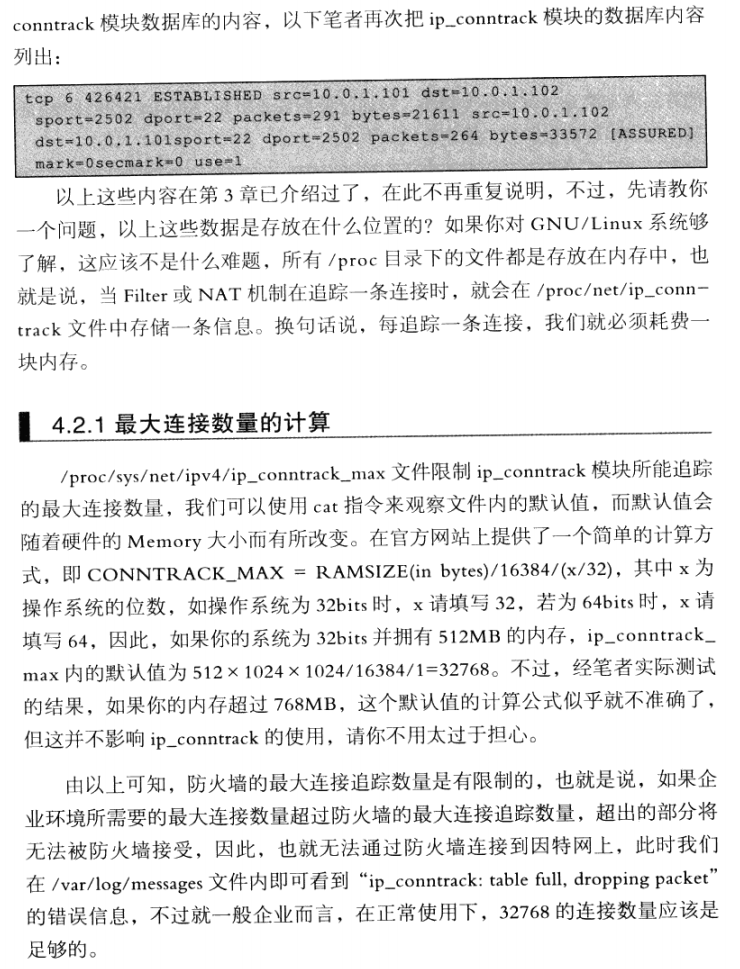 conntrack 模块数据库的内容，以下笔者再次把 ip_conntrack 模块的数据库内容
列出：
tcp 6 426421 ESTABLISHED src=10.0.1.101 dst=10.0.1.102
sport=2502 dport=22 packets=291 bytes=21611 src=10.0.1.102
dst=10.0.1.101sport=22 dport=2502 packets=264 bytes=33572 [ASSURED]
mark=0secmark=0 use=1
以上这些内容在第 3 章已介绍过了，在此不再重复说明，不过，先请教你
一个问题，以上这些数据是存放在什么位置的？如果你对 GNU/Linux 系统够
了解，这应该不是什么难题，所有 /proc 目录下的文件都是存放在内存中，也
就是说，当 Filter 或 NAT 机制在追踪一条连接时，就会在 /proc/net/ip_conn-
track 文件中存储一条信息。换句话说，每追踪一条连接，我们就必须耗费一
块内存。
4.2.1 最大连接数量的计算
/proc/sys/net/ipv4/ip_conntrack_max 文件限制 ip_conntrack 模块所能追踪
的最大连接数量，我们可以使用 cat 指令来观察文件内的默认值，而默认值会
随着硬件的 Memory 大小而有所改变。在官方网站上提供了一个简单的计算方
式，即 CONNTRACK_MAX = RAMSIZE(in bytes)/16384/(x/32)，其中 x 为
操作系统的位数，如操作系统为 32bits 时，x 请填写 32，若为 64bits 时，x 请
填写 64，因此，如果你的系统为 32bits 并拥有 512MB 的内存，ip_conntrack_
max 内的默认值为 512×1024×1024/16384/1=32768。不过，经笔者实际测试
的结果，如果你的内存超过 768MB，这个默认值的计算公式似乎就不准确了，
但这并不影响 ip_conntrack 的使用，请你不用太过于担心。
由以上可知，防火墙的最大连接追踪数量是有限制的，也就是说，如果企
业环境所需要的最大连接数量超过防火墙的最大连接追踪数量，超出的部分将
无法被防火墙接受，因此，也就无法通过防火墙连接到因特网上，此时我们
在 /var/log/messages 文件内即可看到“ip_conntrack: table full, dropping packet”
的错误信息，不过就一般企业而言，在正常使用下，32768 的连接数量应该是
足够的。